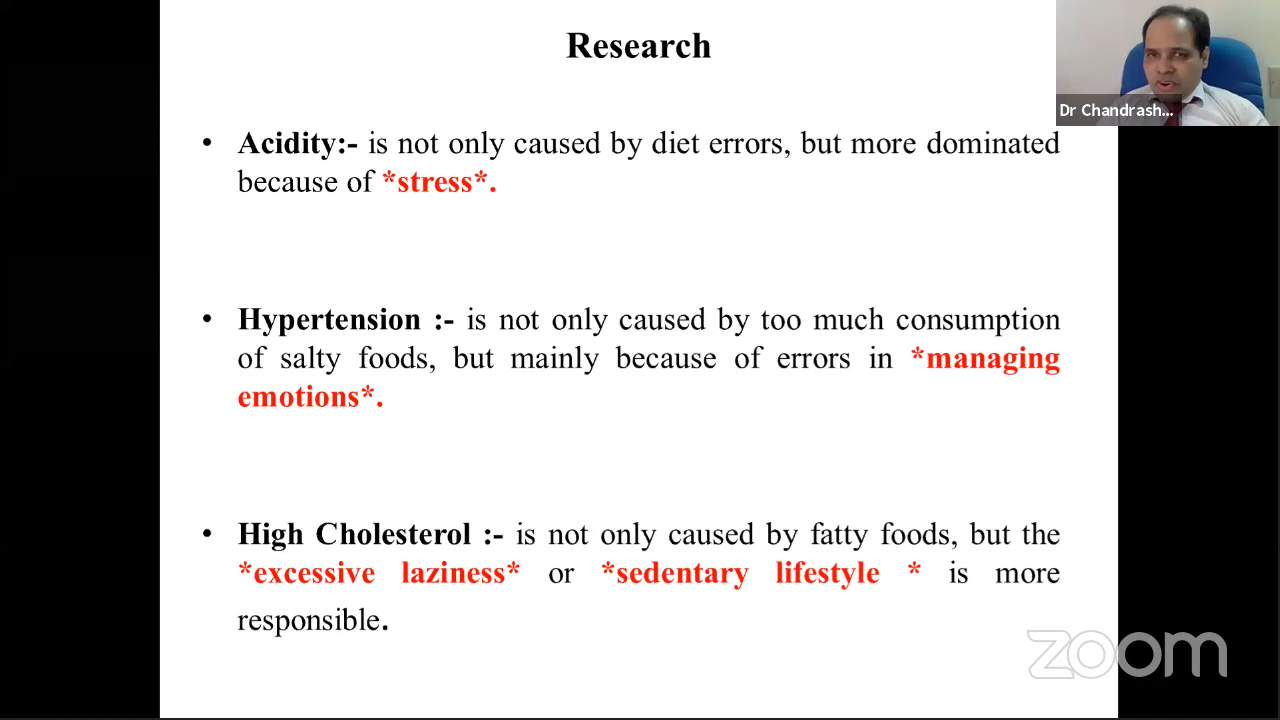 Research
Dr Chandrash...
• Acidity:- is not only caused by diet errors, but more dominated
because of *stress*.
• Hypertension :- is not only caused by too much consumption
of salty foods, but mainly because of errors in *managing
emotions*.
• High Cholesterol :- is not only caused by fatty foods, but the
*excessive laziness* or *sedentary lifestyle * is more
responsible.
zoom